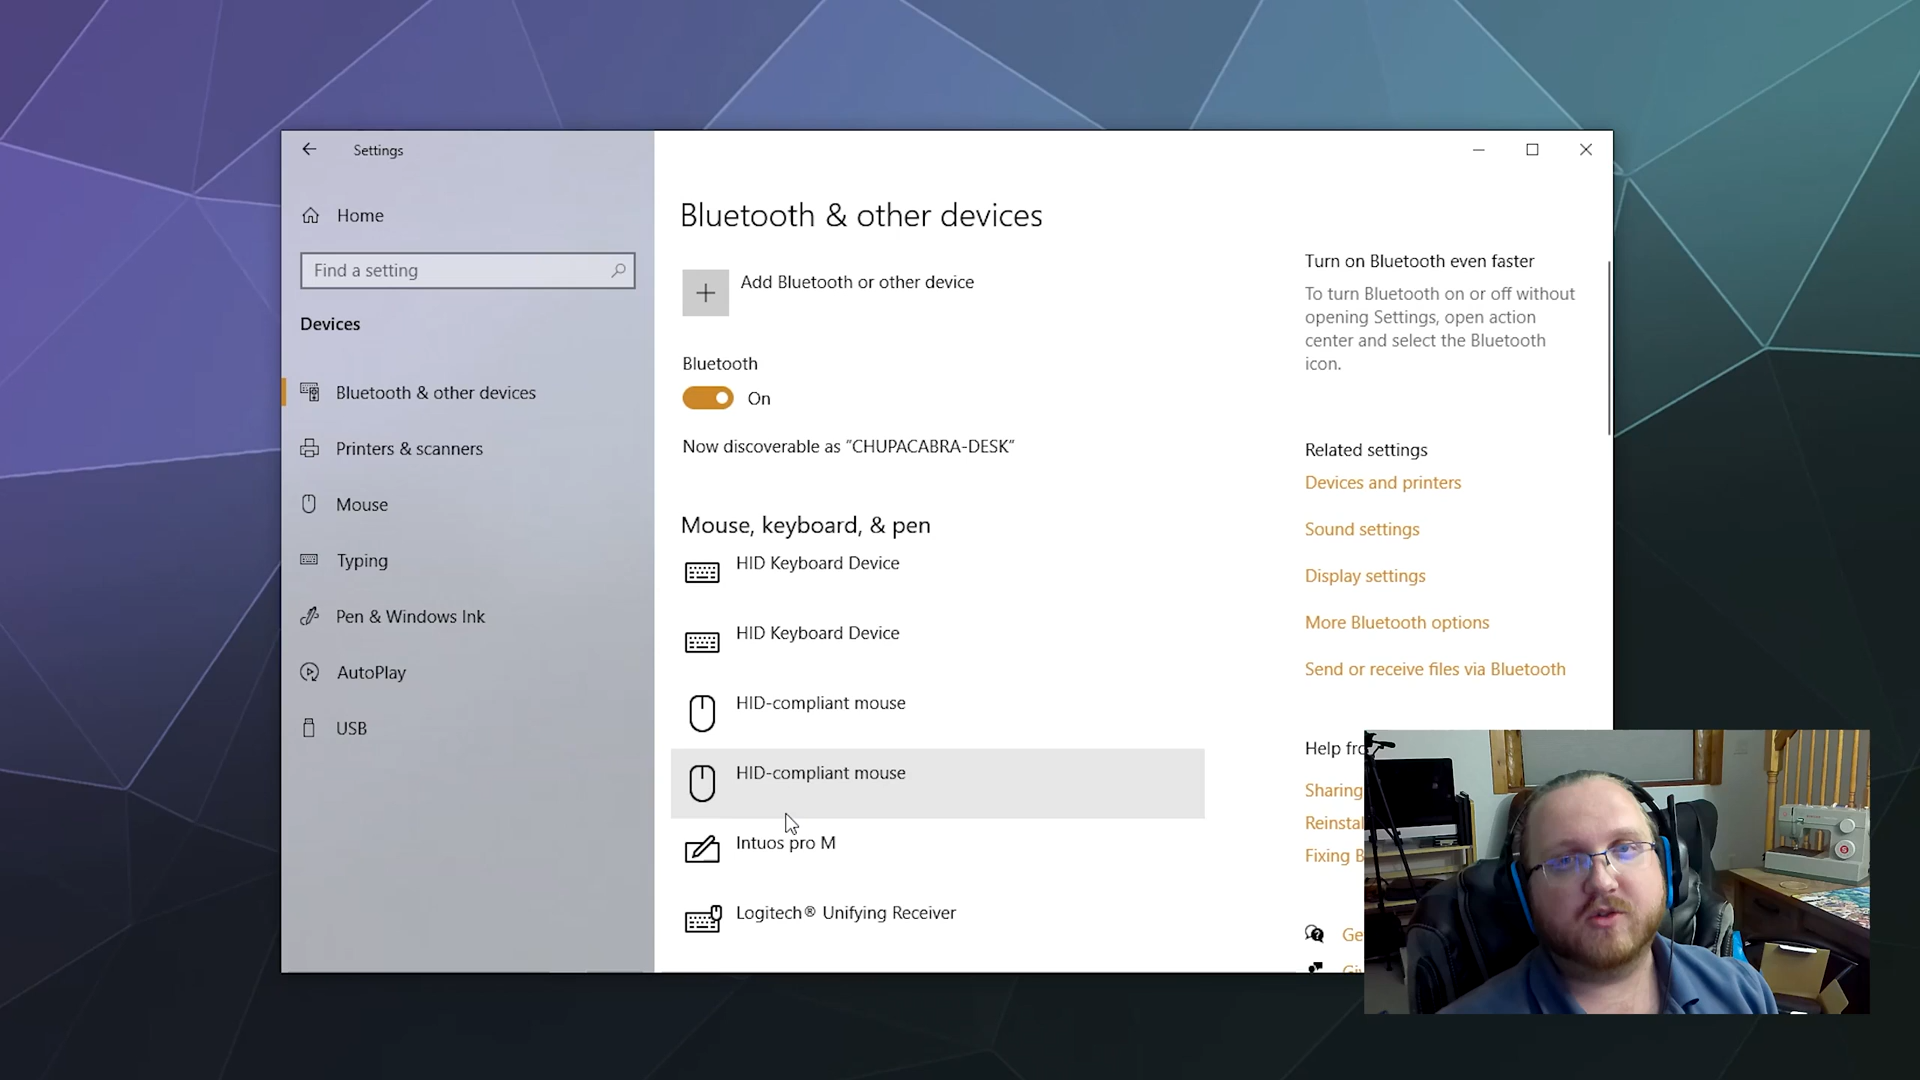 Settings
Home
Find a setting
Devices
Bluetooth & other devices
Printers & scanners
Mouse
Typing
Pen & Windows Ink
AutoPlay
USB
Bluetooth & other devices
Add Bluetooth or other device
Bluetooth
On
Now discoverable as “CHUPACABRA-DESK”
Mouse, keyboard, & pen
HID Keyboard Device
HID Keyboard Device
HID-compliant mouse
HID-compliant mouse
Intuos pro M
Logitech® Unifying Receiver
Turn on Bluetooth even faster
To turn Bluetooth on or off without
opening Settings, open action
center and select the Bluetooth
icon.
Related settings
Devices and printers
Sound settings
Display settings
More Bluetooth options
Send or receive files via Bluetooth
Help
Sharing
Fixing